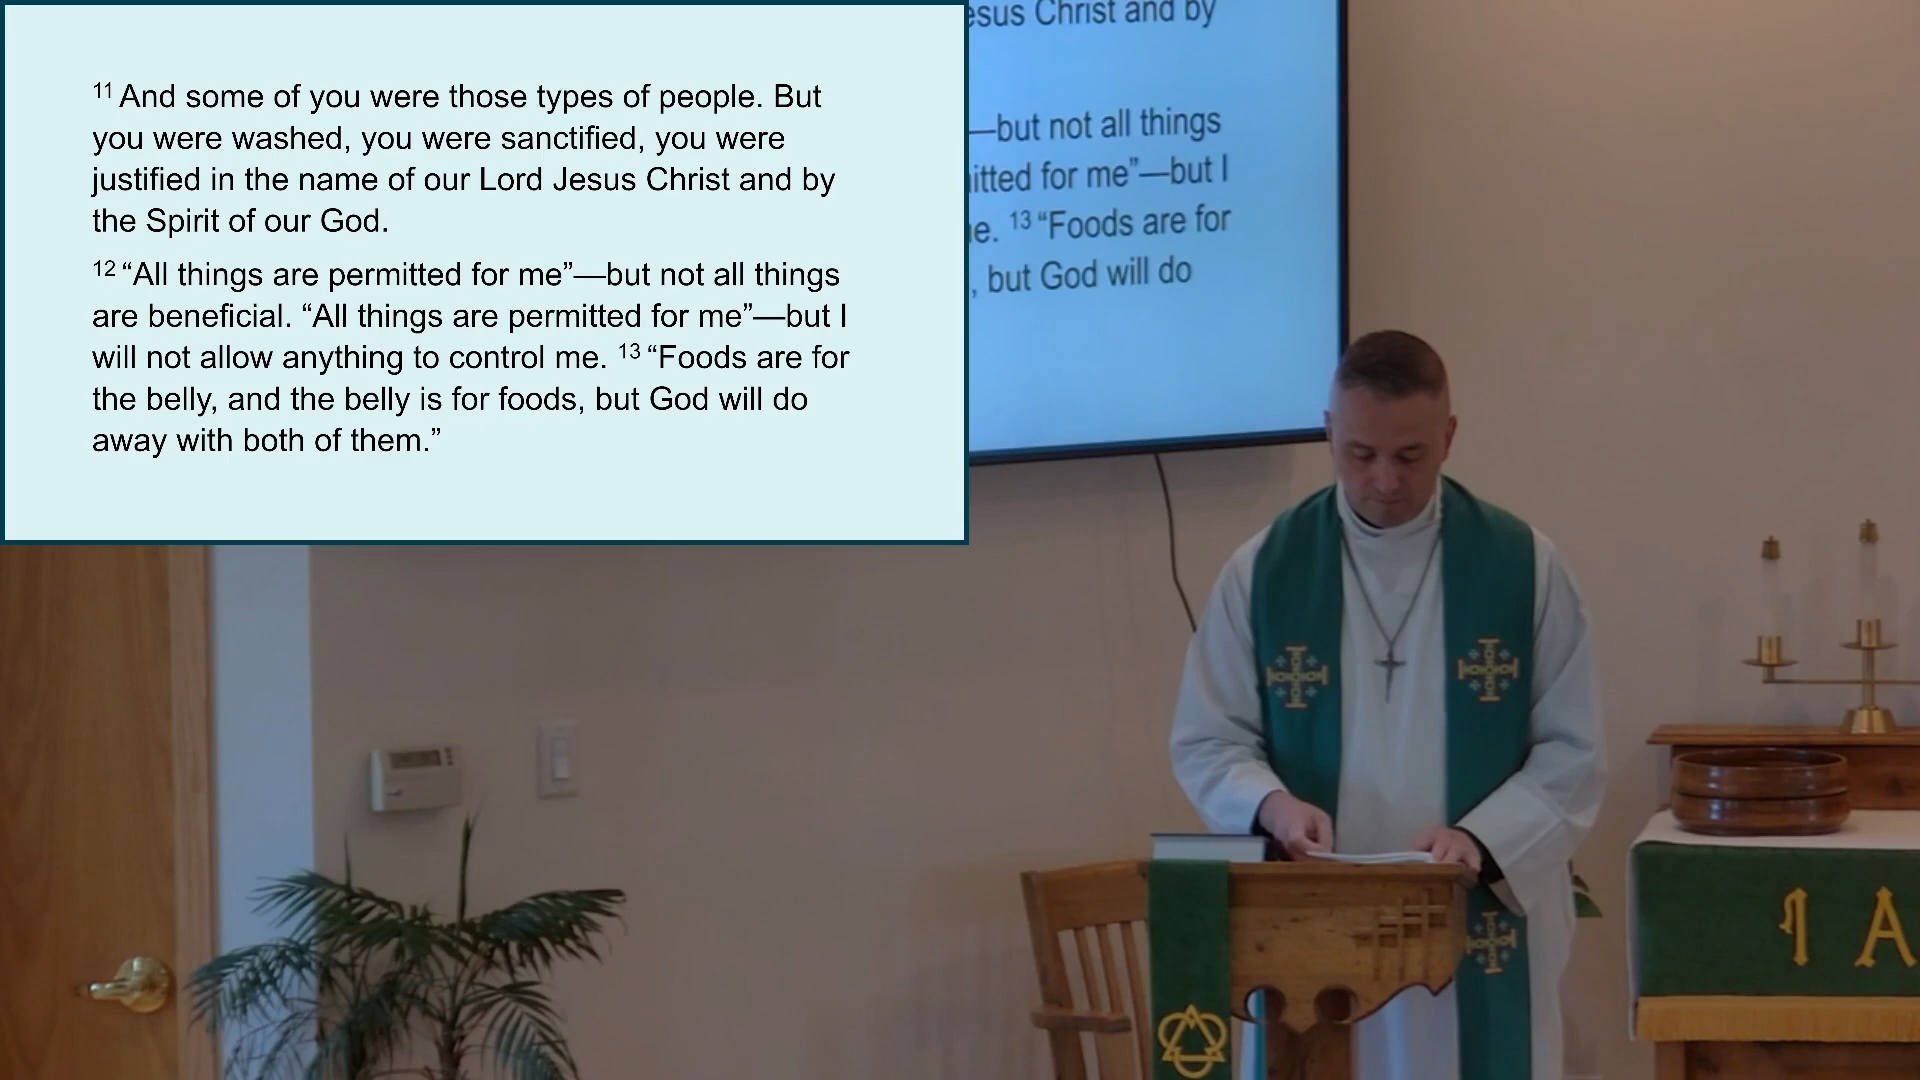 11 And some of you were those types of people. But
you were washed, you were sanctified, you were
justified in the name of our Lord Jesus Christ and by
the Spirit of our God.
12 “All things are permitted for me”—but not all things
are beneficial. “All things are permitted for me”—but I
will not allow anything to control me. 13 “Foods are for
the belly, and the belly is for foods, but God will do
away with both of them.”
esus Christ and by
—but not all things
itted for me”—but I
e. 13 “Foods are for
, but God will do
I A